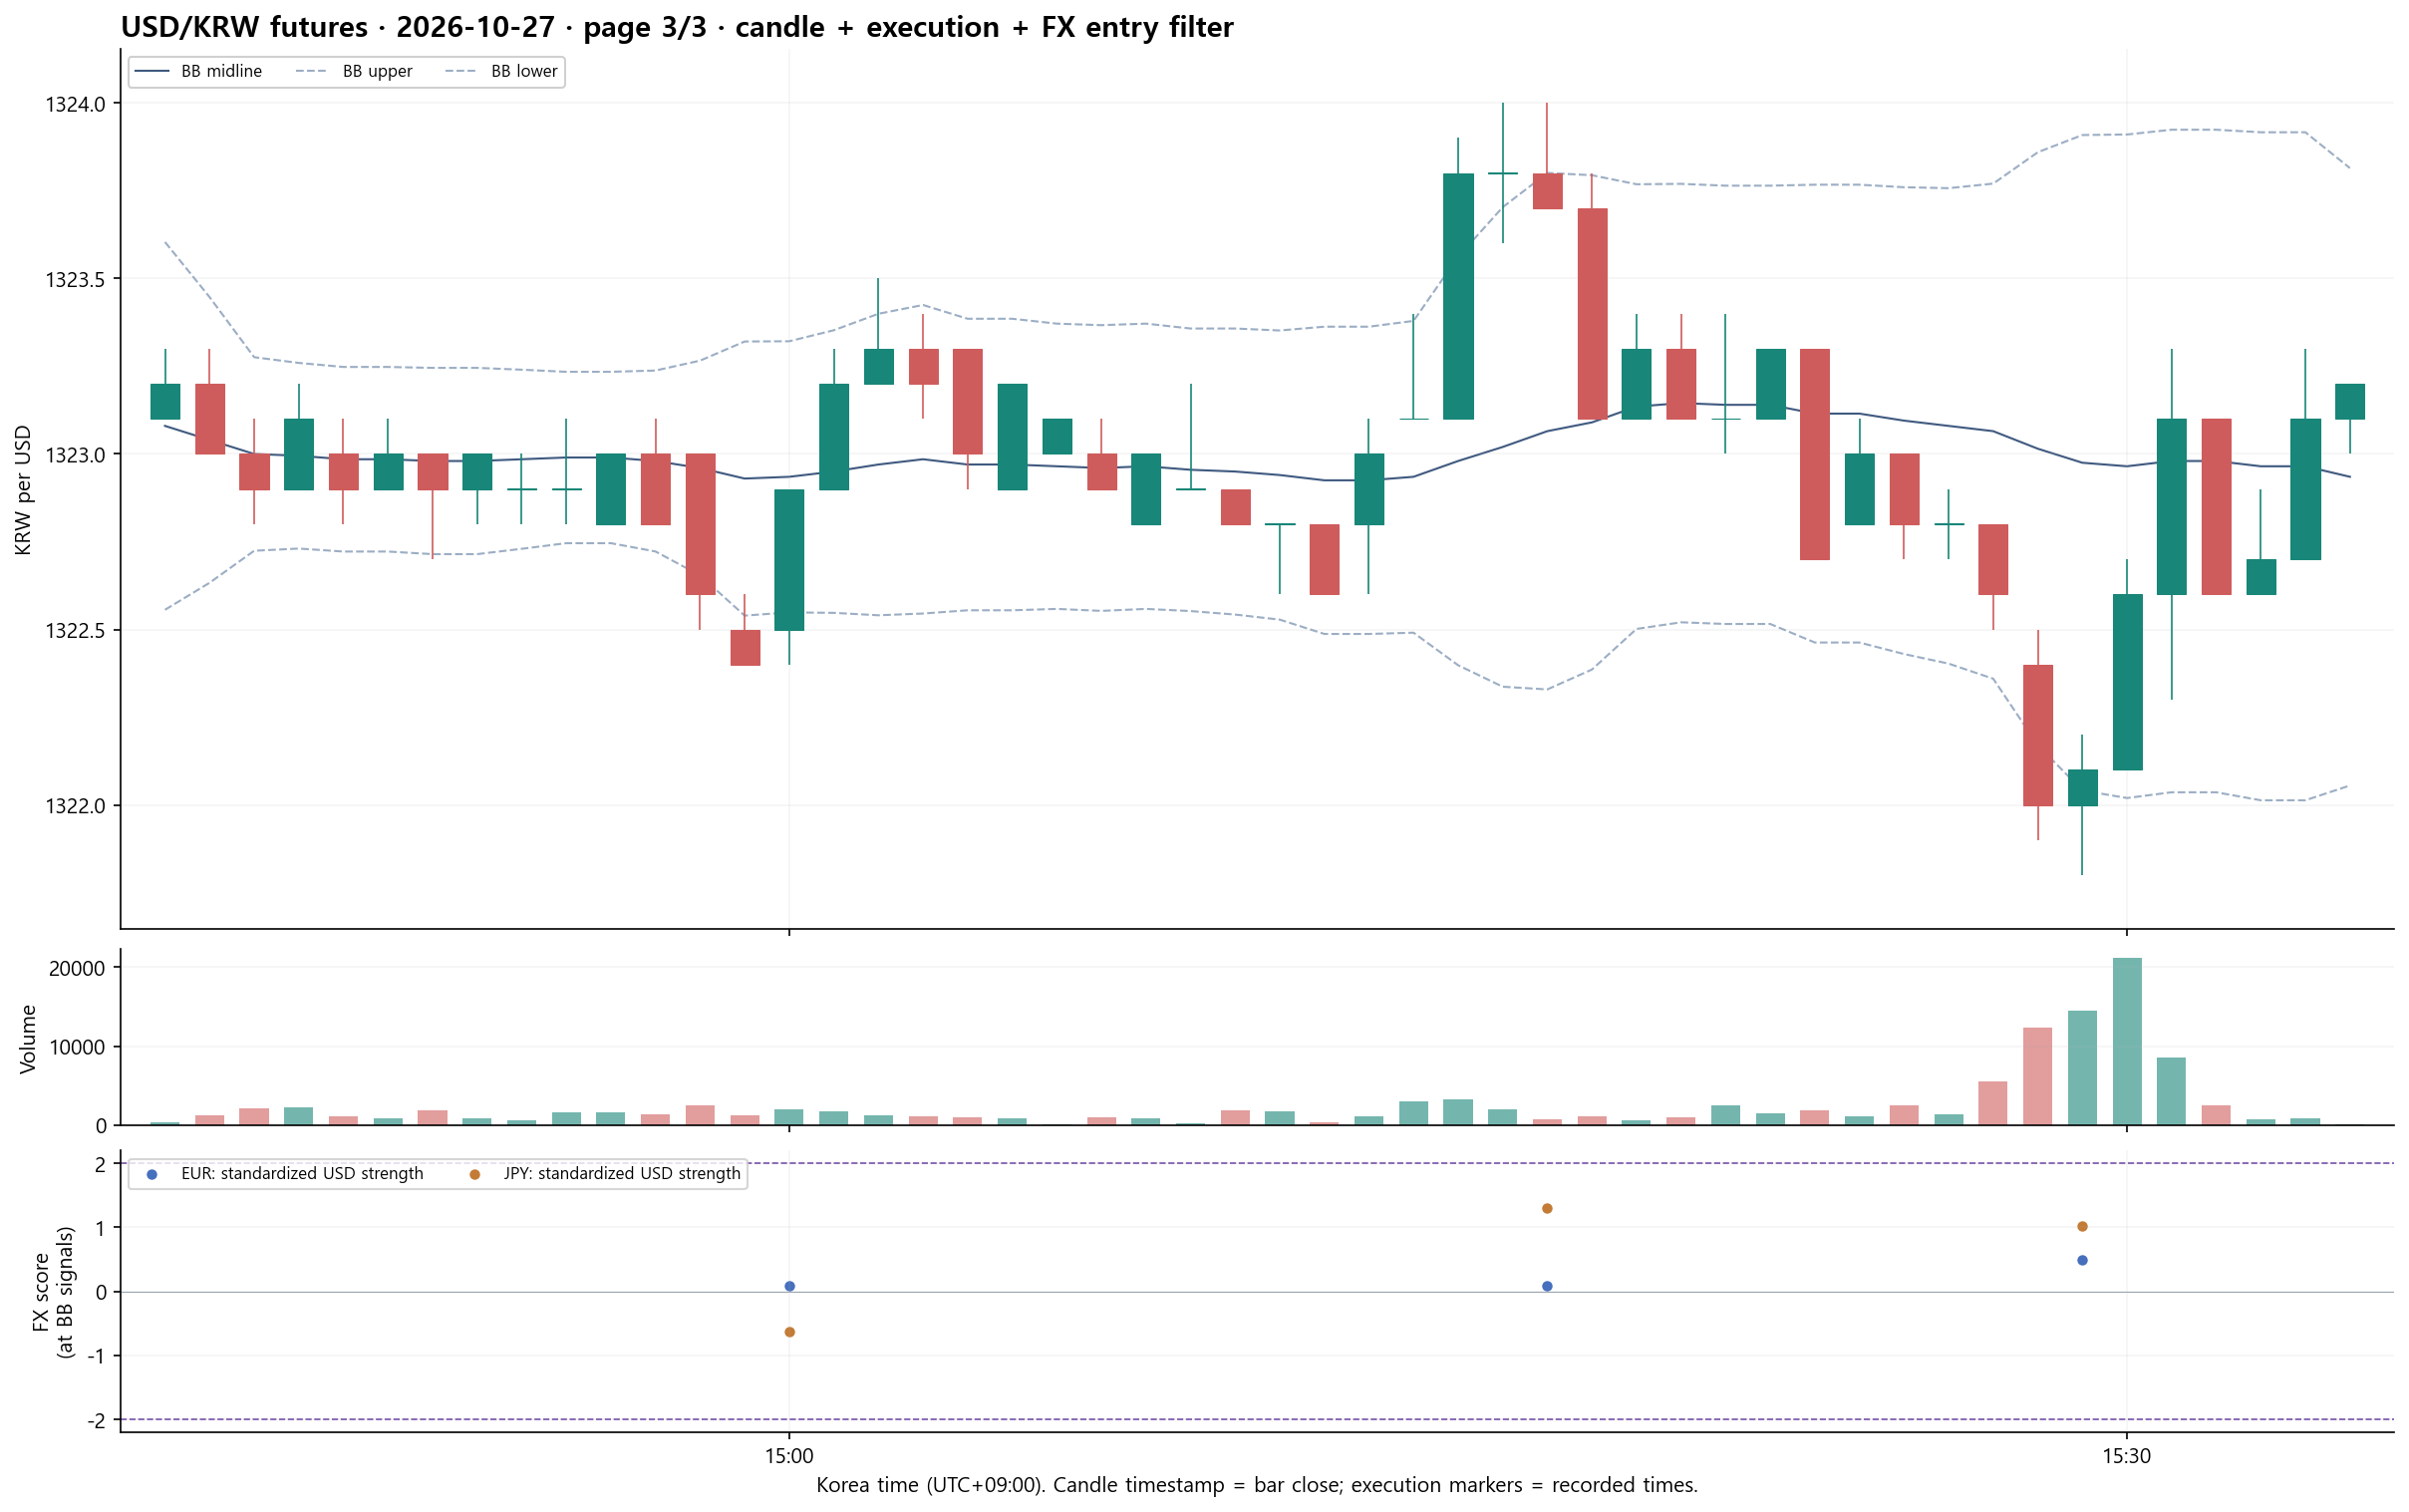 USD/KRW futures · 2026-10-27 · page 3/3 · candle + execution + FX entry filter
BB midline BB upper BB lower
KRW per USD
1324.0
1323.5
1323.0
1322.5
1322.0
Volume
20000
10000
0
EUR: standardized USD strength JPY: standardized USD strength
FX score
(at BB signals)
2
1
0
-1
-2
15:00 15:30
Korea time (UTC+09:00). Candle timestamp = bar close; execution markers = recorded times.